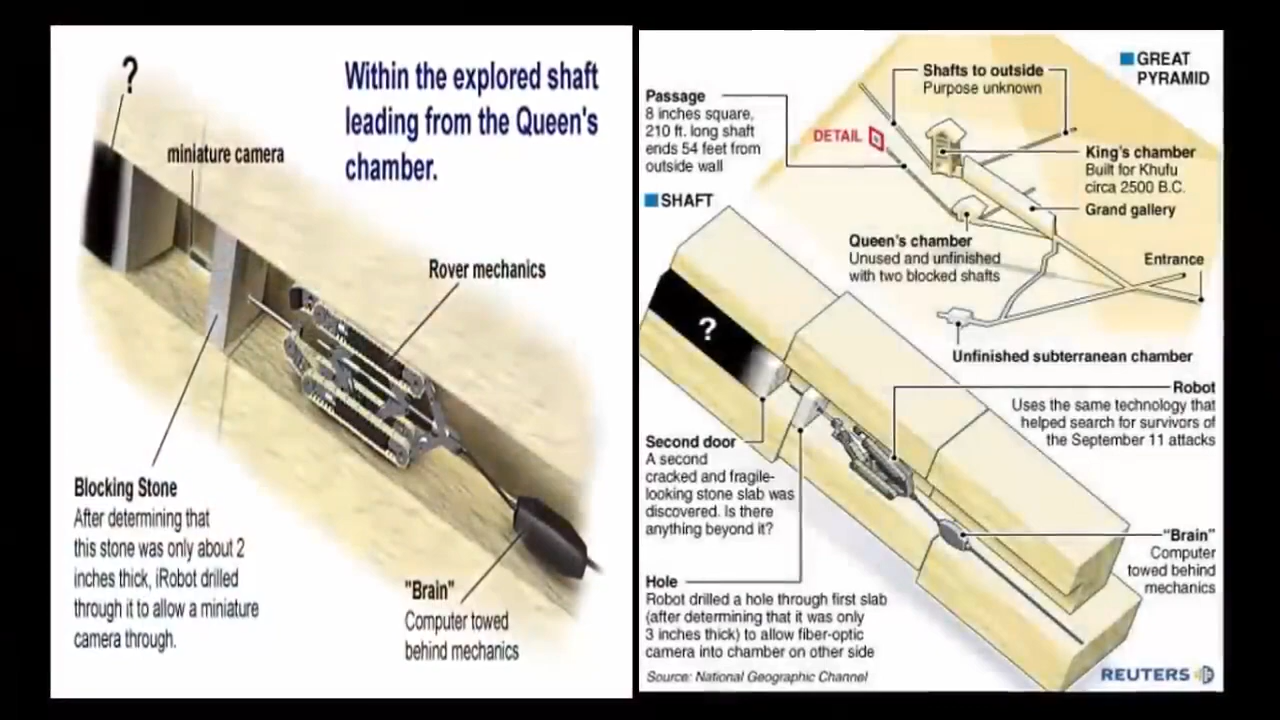 ?
Within the explored shaft
leading from the Queen's
chamber.
miniature camera
Rover mechanics
Blocking Stone
After determining that
this stone was only about 2
inches thick, iRobot drilled
through it to allow a miniature
camera through.
"Brain"
Computer towed
behind mechanics
GREAT
PYRAMID
Shafts to outside
Purpose unknown
Passage
8 inches square,
210 ft. long shaft
ends 54 feet from
outside wall
DETAIL
King's chamber
Built for Khufu
circa 2500 B.C.
Grand gallery
SHAFT
Queen's chamber
Unused and unfinished
with two blocked shafts
Entrance
?
Unfinished subterranean chamber
Robot
Uses the same technology that
helped search for survivors of
the September 11 attacks
Second door
A second
cracked and fragile-
looking stone slab was
discovered. Is there
anything beyond it?
"Brain"
Computer
towed behind
mechanics
Hole
Robot drilled a hole through first slab
(after determining that it was only
3 inches thick) to allow fiber-optic
camera into chamber on other side
Source: National Geographic Channel
REUTERS